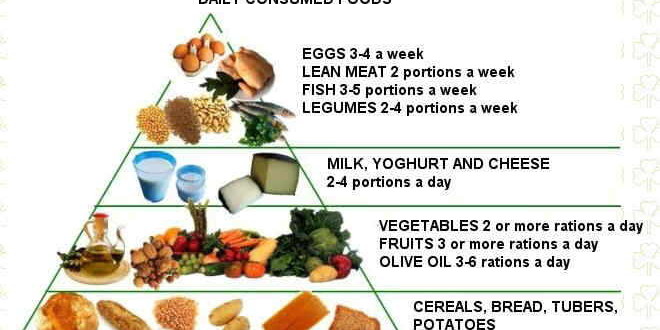 DAILY CONSUMED FOODS
EGGS 3-4 a week
LEAN MEAT 2 portions a week
FISH 3-5 portions a week
LEGUMES 2-4 portions a week
MILK, YOGHURT AND CHEESE
2-4 portions a day
VEGETABLES 2 or more rations a day
FRUITS 3 or more rations a day
OLIVE OIL 3-6 rations a day
CEREALS, BREAD, TUBERS,
POTATOES